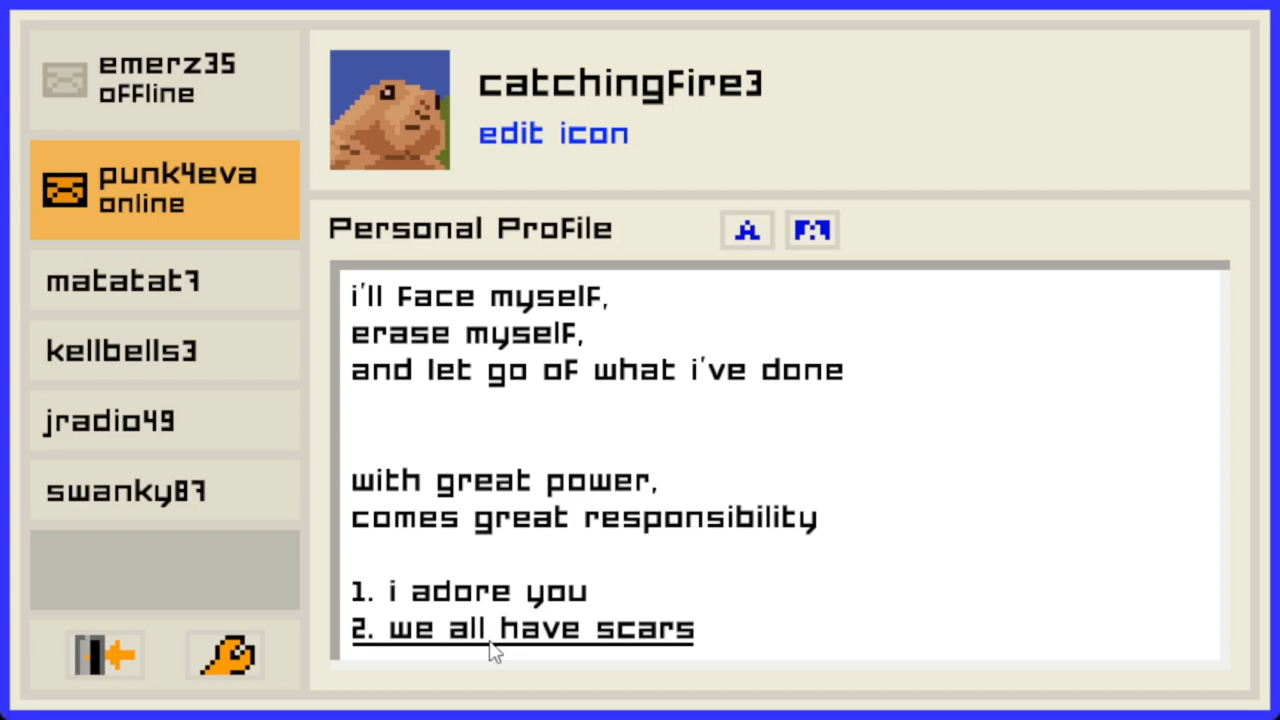 emerz35
offline
punk4eva
online
matatat7
kellbells3
jradio49
swanky87
catchingfire3
edit icon
Personal Profile
A
i'll face myself,
erase myself,
and let go of what i've done
with great power,
comes great responsibility
1. i adore you
2. we all have scars